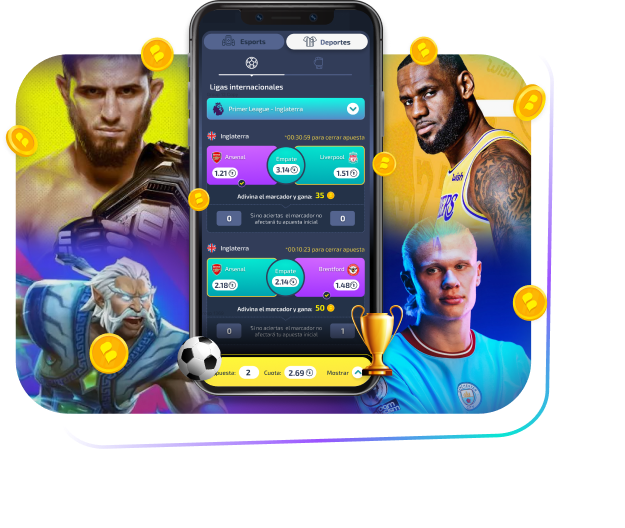 Esports
Deportes
Ligas internacionales
Primer League - Inglaterra
Inglaterra
*00:30:59 para cerrar apuesta
Arsenal
Empate
Liverpool
1.21
3.14
1.51
Adivina el marcador y gana: 35
0
Si no aciertas el marcador no
afectará tu apuesta inicial
0
Inglaterra
*00:10:23 para cerrar apuesta
Arsenal
Empate
Brentford
2.18
2.14
1.48
Adivina el marcador y gana: 50
0
Si no aciertas el marcador no
afectará tu apuesta inicial
1
puesta: 2 Cuota: 2.69 Mostrar
wish